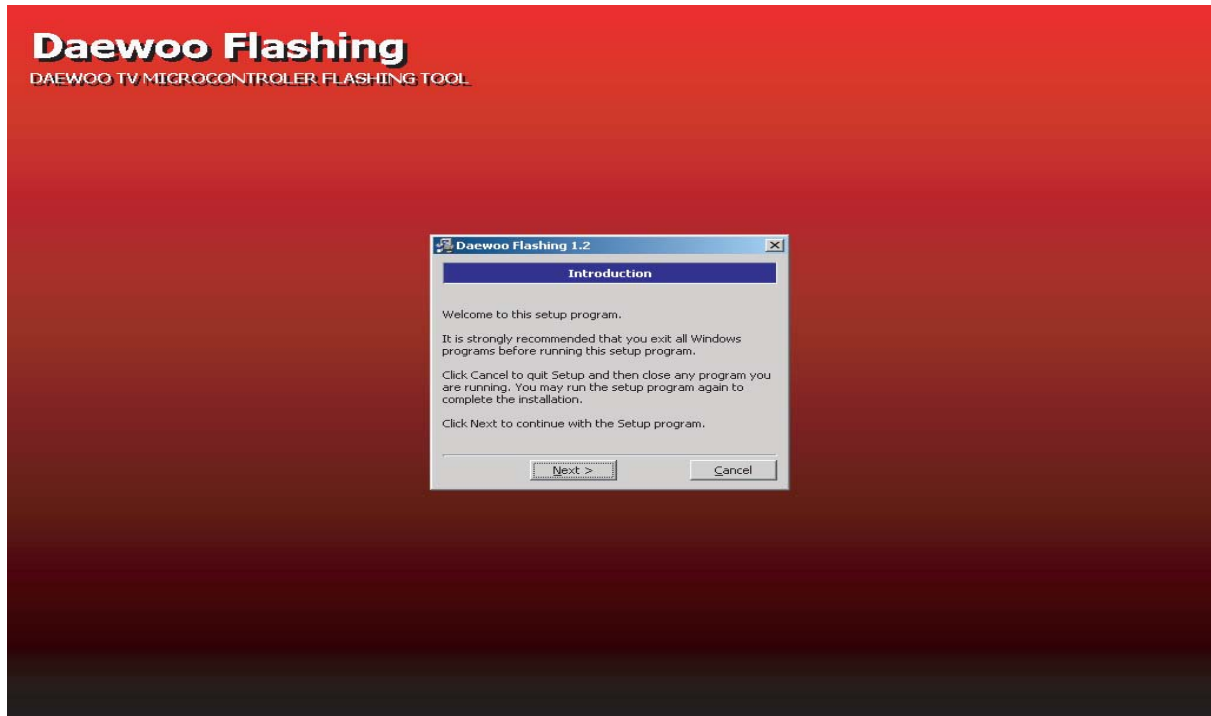 Daewoo Flashing
DAEWOO TV MICROCONTROLER FLASHING TOOL
Daewoo Flashing 1.2
Introduction
Welcome to this setup program.
It is strongly recommended that you exit all Windows
programs before running this setup program.
Click Cancel to quit Setup and then close any program you
are running. You may run the setup program again to
complete the installation.
Click Next to continue with the Setup program.
Next >
Cancel